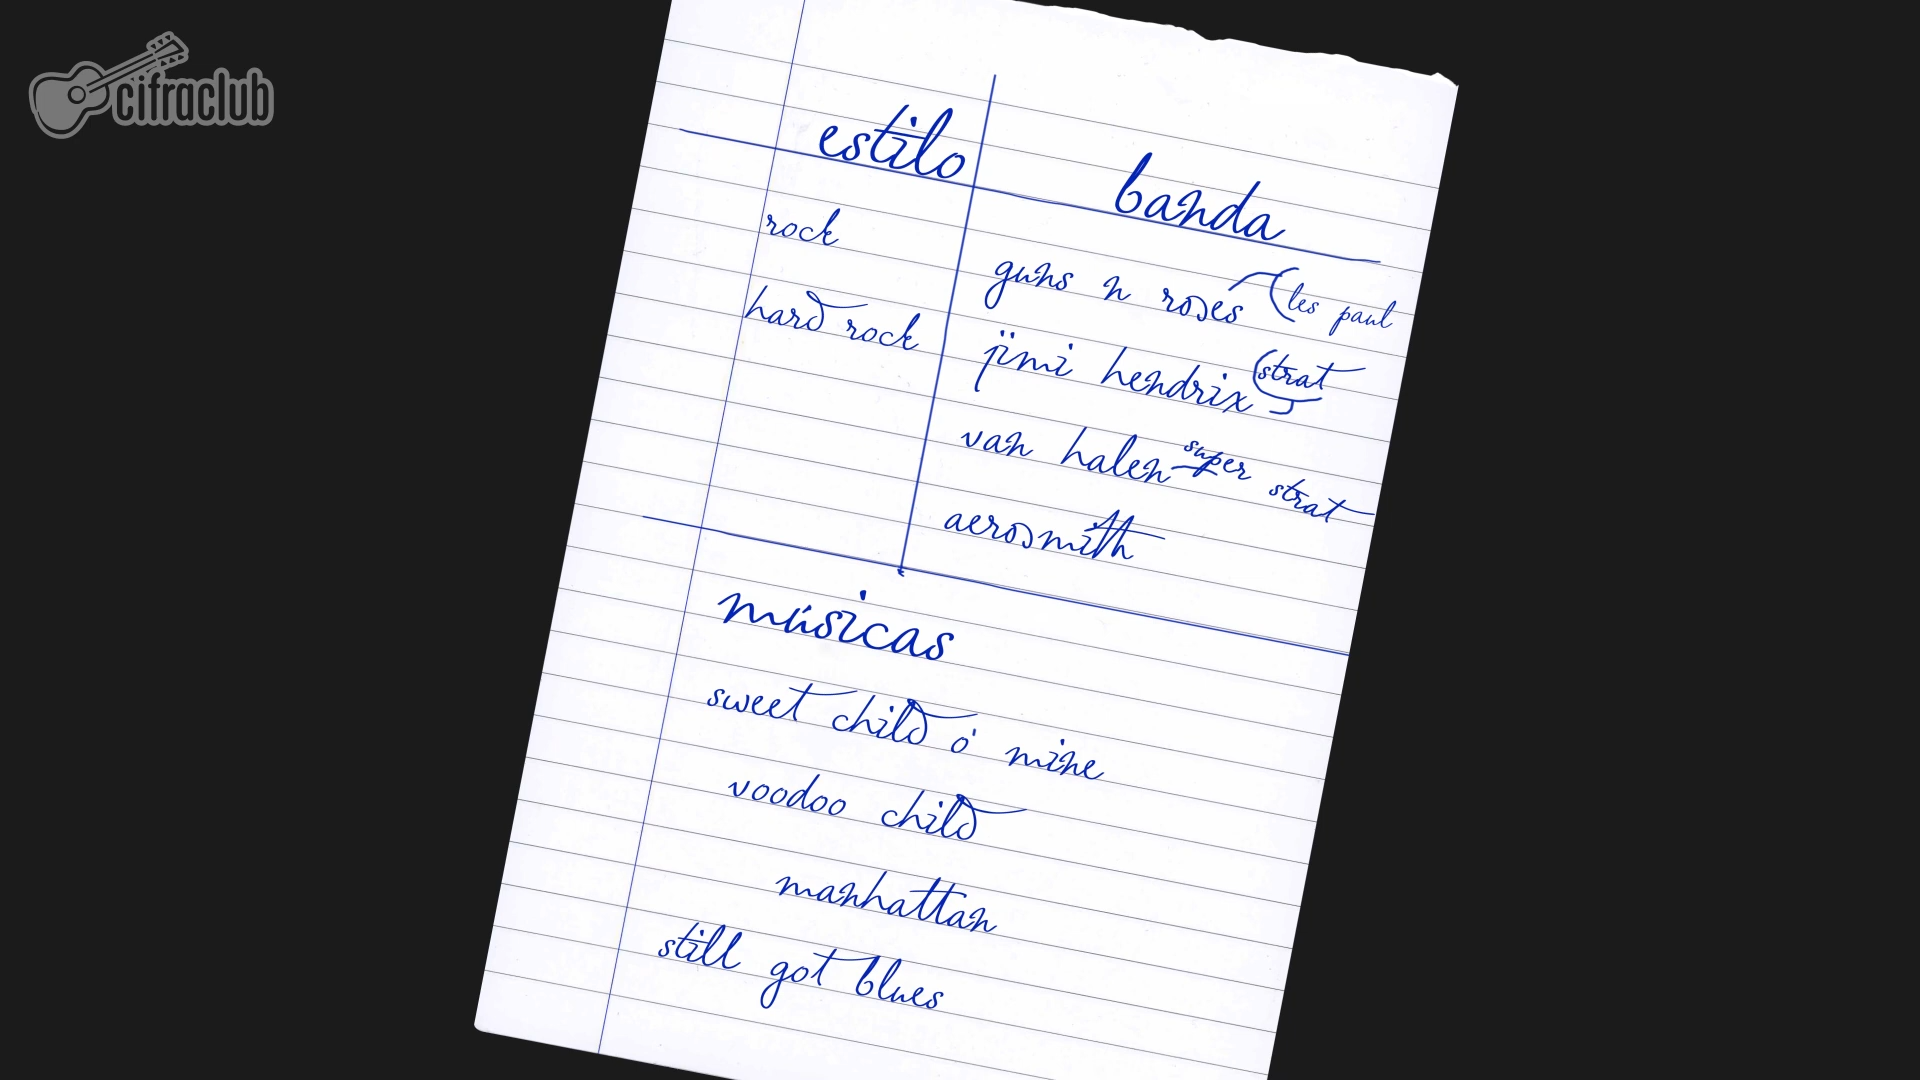 cifraclub
estilo
banda
rock
hard rock
guns n roses (les paul
jimi hendrix (strat
van halen super strat
aerosmith
músicas
sweet child o' mine
voodoo child
manhattan
still got blues